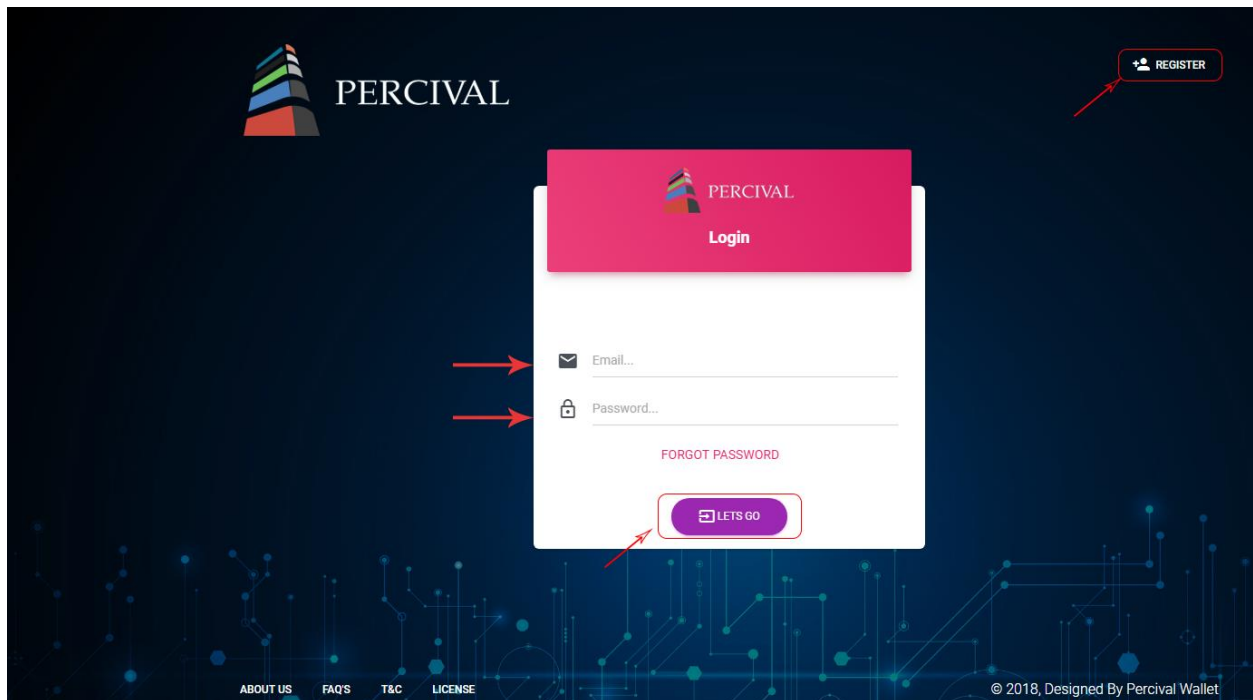 PERCIVAL
REGISTER
PERCIVAL
Login
Email...
Password...
FORGOT PASSWORD
LETS GO
ABOUT US FAQ'S T&C LICENSE
© 2018, Designed By Percival Wallet